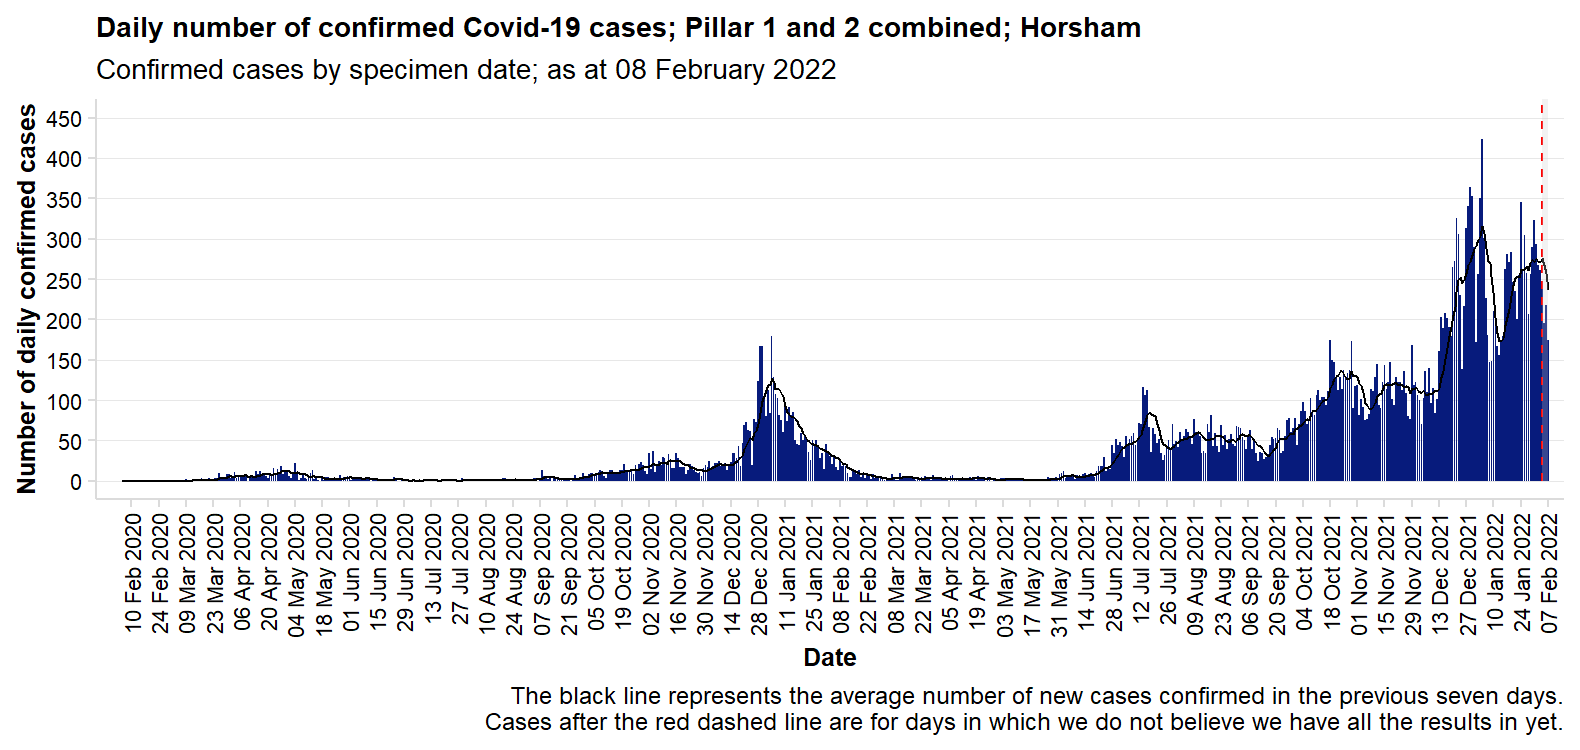 Daily number of confirmed Covid-19 cases; Pillar 1 and 2 combined; Horsham
Confirmed cases by specimen date; as at 08 February 2022
Number of daily confirmed cases
450
400
350
300
250
200
150
100
50
0
10 Feb 2020
24 Feb 2020
09 Mar 2020
23 Mar 2020
06 Apr 2020
20 Apr 2020
04 May 2020
18 May 2020
01 Jun 2020
15 Jun 2020
29 Jun 2020
13 Jul 2020
27 Jul 2020
10 Aug 2020
24 Aug 2020
07 Sep 2020
21 Sep 2020
05 Oct 2020
19 Oct 2020
02 Nov 2020
16 Nov 2020
30 Nov 2020
14 Dec 2020
28 Dec 2020
11 Jan 2021
25 Jan 2021
08 Feb 2021
22 Feb 2021
08 Mar 2021
22 Mar 2021
05 Apr 2021
19 Apr 2021
03 May 2021
17 May 2021
31 May 2021
14 Jun 2021
28 Jun 2021
12 Jul 2021
26 Jul 2021
09 Aug 2021
23 Aug 2021
06 Sep 2021
20 Sep 2021
04 Oct 2021
18 Oct 2021
01 Nov 2021
15 Nov 2021
29 Nov 2021
13 Dec 2021
27 Dec 2021
10 Jan 2022
24 Jan 2022
07 Feb 2022
Date
The black line represents the average number of new cases confirmed in the previous seven days.
Cases after the red dashed line are for days in which we do not believe we have all the results in yet.